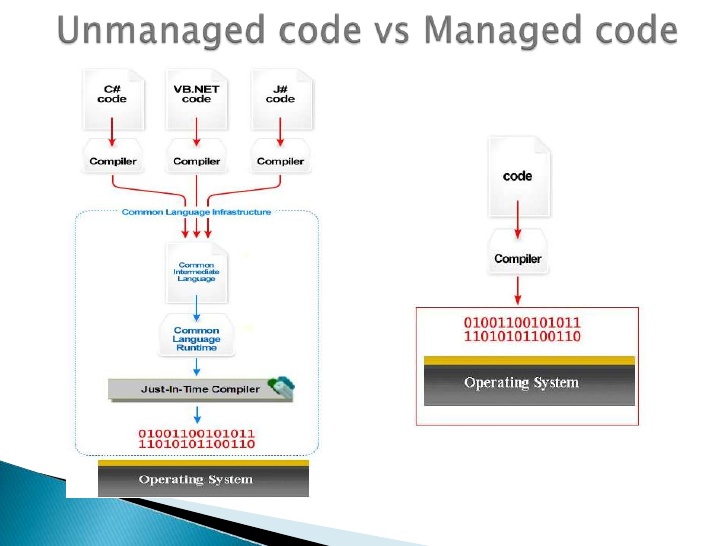 Unmanaged code vs Managed code
C#
code
VB.NET
code
J#
code
Compiler
Compiler
Compiler
Common Language Infrastructure
Common
Intermediate
Language
Common
Language
Runtime
Just-In-Time Compiler
01001100101011
11010101100110
Operating System
code
Compiler
01001100101011
11010101100110
Operating System